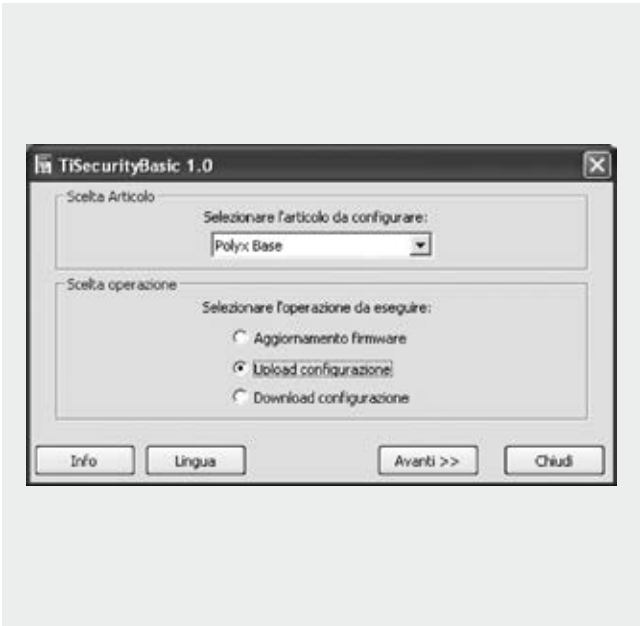 TiSecurityBasic 1.0
Scelta Articolo
Selezionare l'articolo da configurare:
Polyx Base
Scelta operazione
Selezionare l'operazione da eseguire:
Aggiornamento firmware
Upload configurazione
Download configurazione
Info Lingua Avanti >> Chiudi